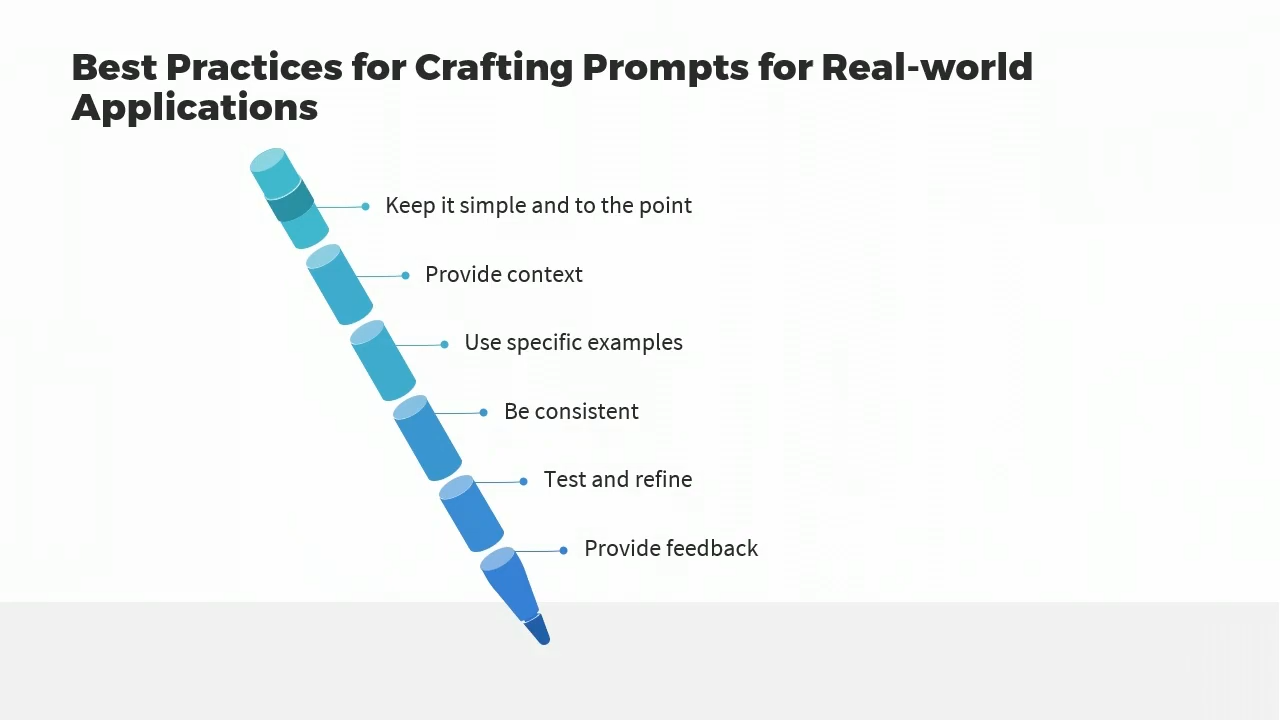 Best Practices for Crafting Prompts for Real-world
Applications
Keep it simple and to the point
Provide context
Use specific examples
Be consistent
Test and refine
Provide feedback